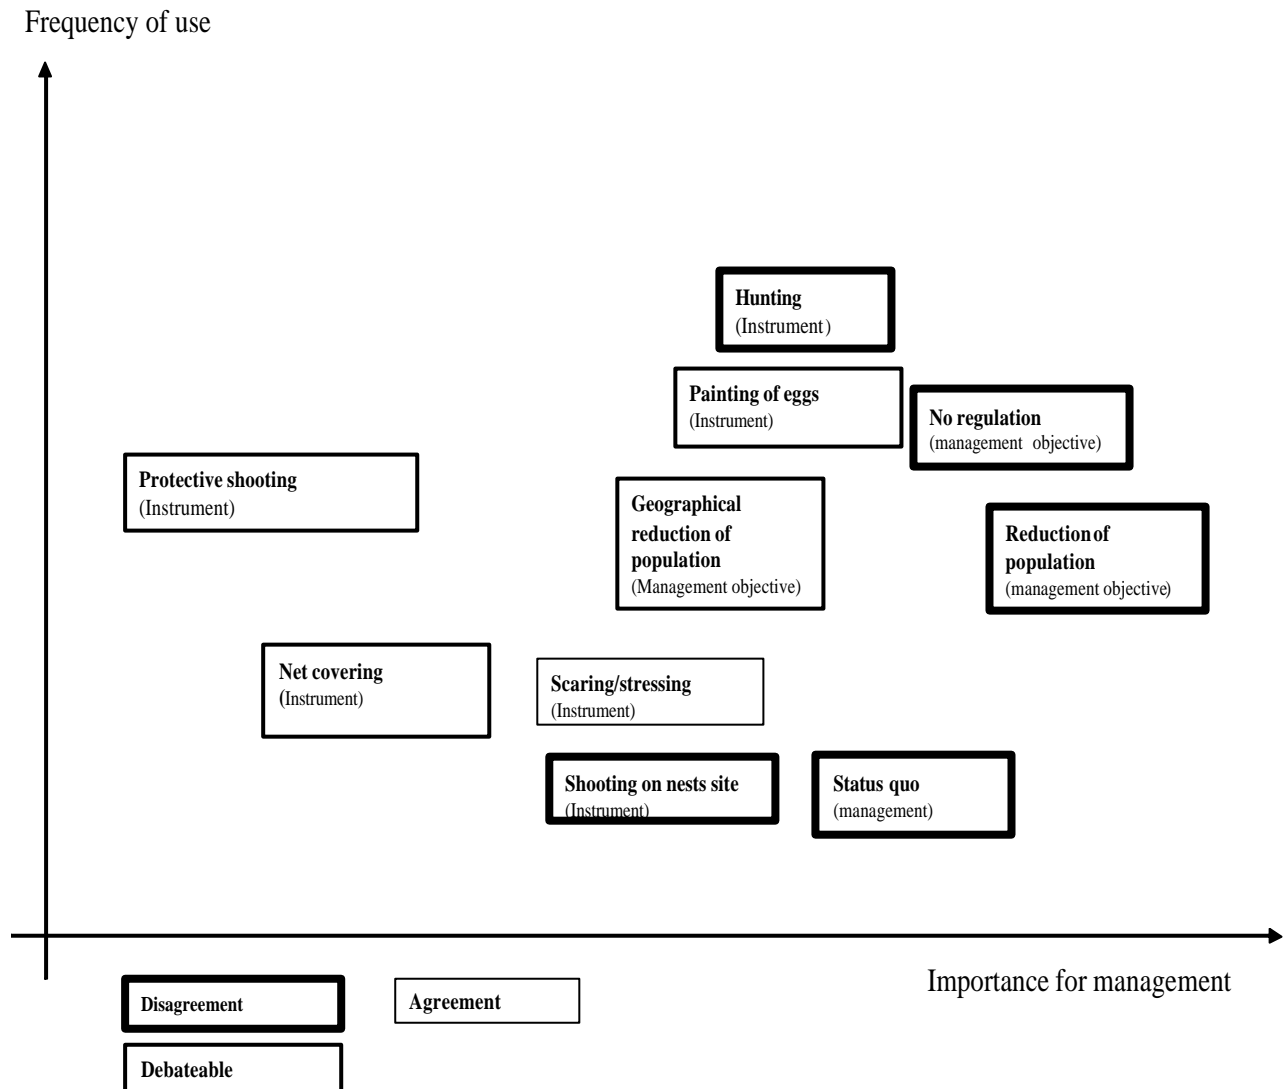 Frequency of use
Hunting
(Instrument)
Painting of eggs
(Instrument)
No regulation
(management objective)
Protective shooting
(Instrument)
Geographical
reduction of
population
(Management objective)
Reduction of
population
(management objective)
Net covering
(Instrument)
Scaring/stressing
(Instrument)
Shooting on nests site
(Instrument)
Status quo
(management)
Importance for management
Disagreement
Agreement
Debateable